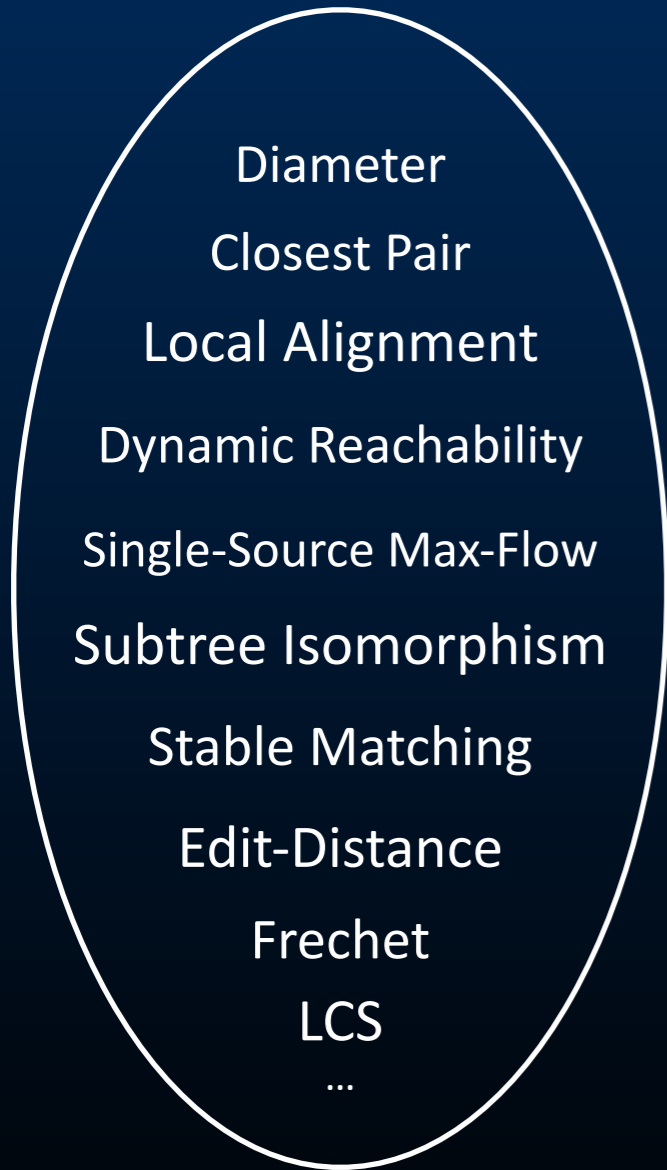 Diameter
Closest Pair
Local Alignment
Dynamic Reachability
Single-Source Max-Flow
Subtree Isomorphism
Stable Matching
Edit-Distance
Frechet
LCS
...